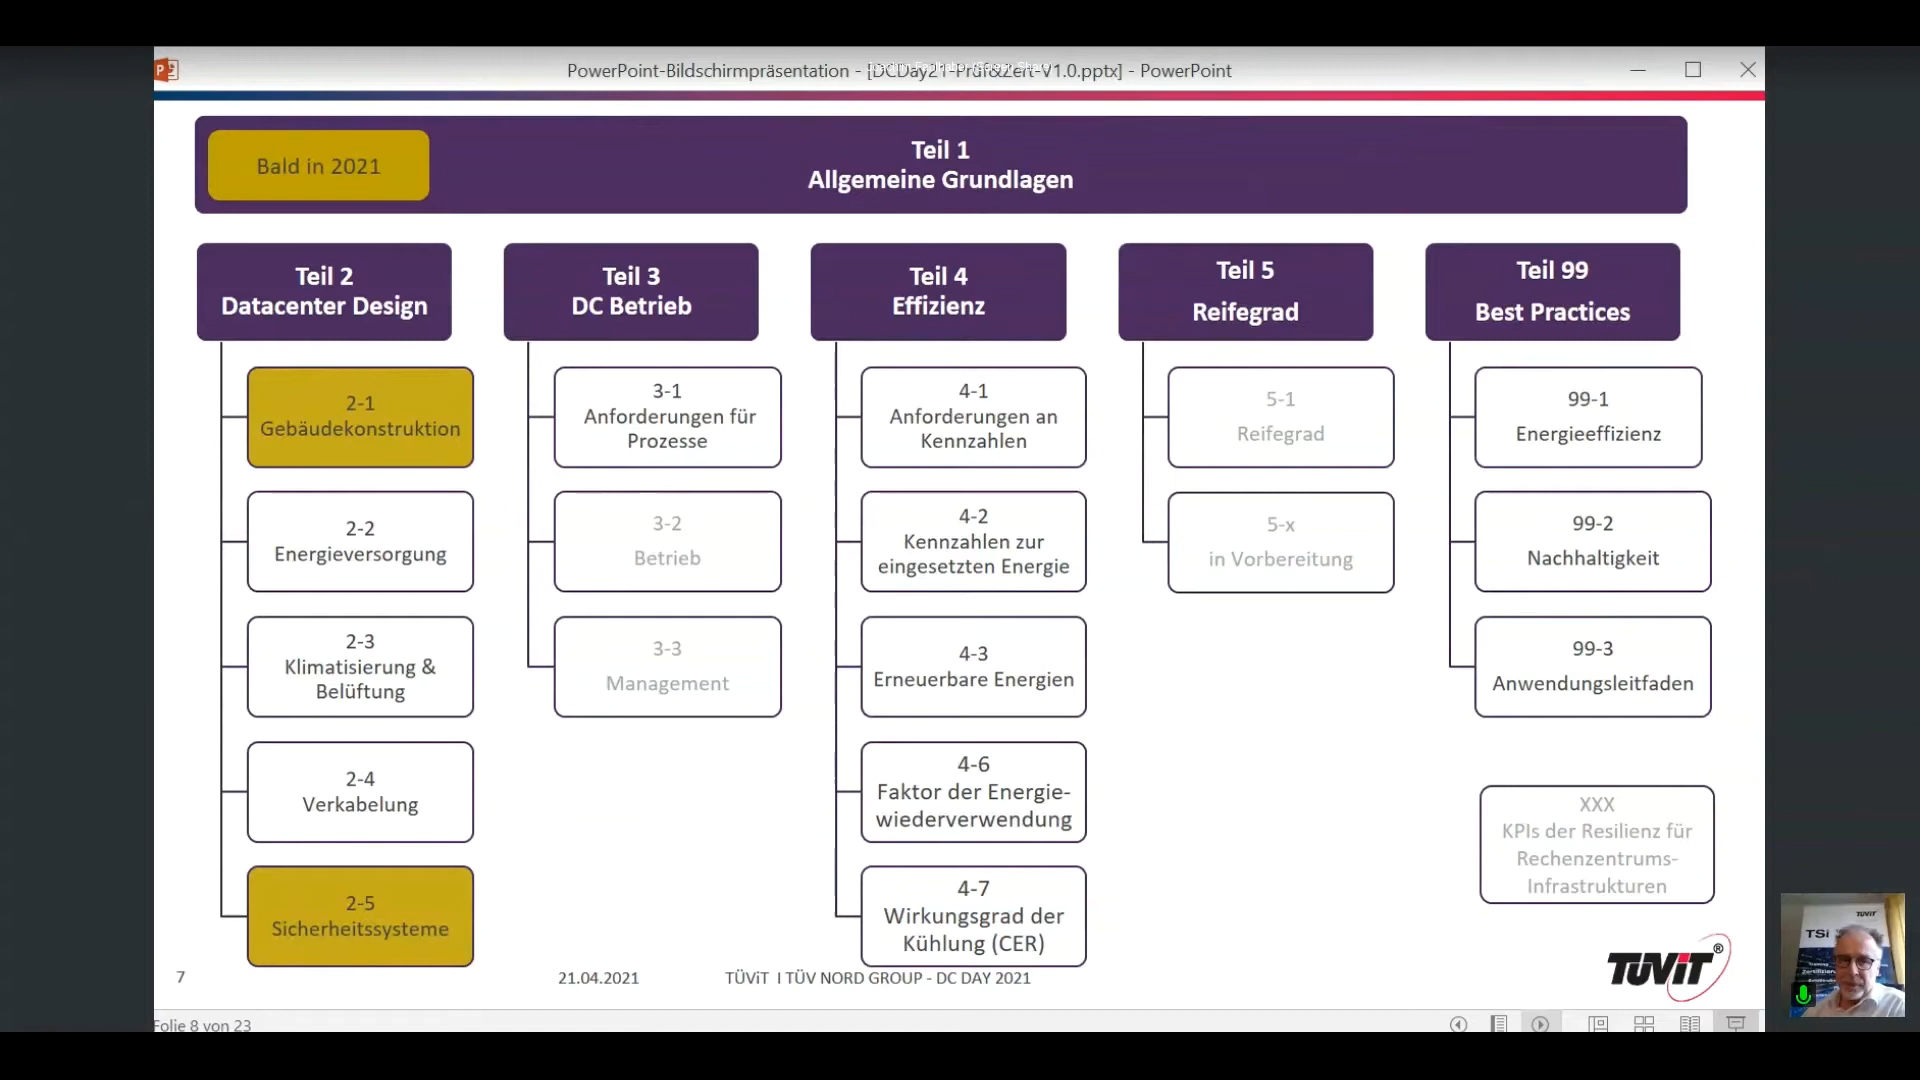 PowerPoint-Bildschirmpräsentation - [DCDay21-Prüf&Zert-V1.0.pptx] - PowerPoint
Bald in 2021
Teil 1
Allgemeine Grundlagen
Teil 2
Datacenter Design
2-1
Gebäudekonstruktion
2-2
Energieversorgung
2-3
Klimatisierung &
Belüftung
2-4
Verkabelung
2-5
Sicherheitssysteme
Teil 3
DC Betrieb
3-1
Anforderungen für
Prozesse
3-2
Betrieb
3-3
Management
Teil 4
Effizienz
4-1
Anforderungen an
Kennzahlen
4-2
Kennzahlen zur
eingesetzten Energie
4-3
Erneuerbare Energien
4-6
Faktor der Energie-
wiederverwendung
4-7
Wirkungsgrad der
Kühlung (CER)
Teil 5
Reifegrad
5-1
Reifegrad
5-x
in Vorbereitung
Teil 99
Best Practices
99-1
Energieeffizienz
99-2
Nachhaltigkeit
99-3
Anwendungsleitfaden
XXX
KPIs der Resilienz für
Rechenzentrums-
Infrastrukturen
7
21.04.2021
TÜViT I TÜV NORD GROUP - DC DAY 2021
TÜViT®
Folie 8 von 23
TÜViT
TSi